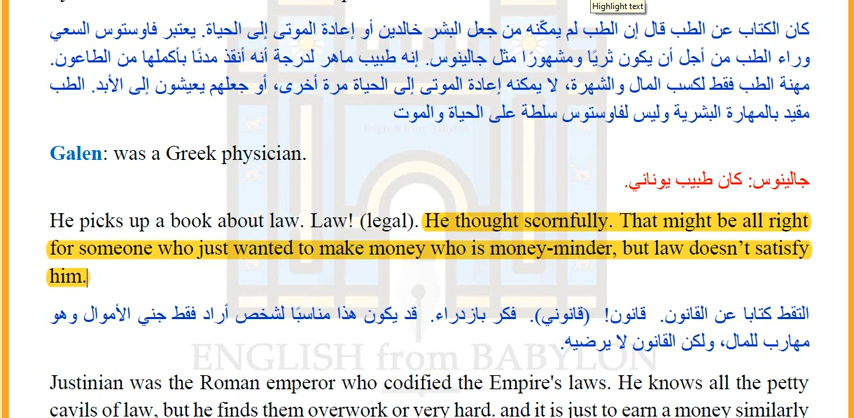 Highlight text
كان الكتاب عن الطب قال إن الطب لم يمكّنه من جعل البشر خالدين أو إعادة الموتى إلى الحياة. يعتبر فاوستوس السعي
وراء الطب من أجل أن يكون ثريًا ومشهورًا مثل جالينوس. إنه طبيب ماهر لدرجة أنه أنقذ مدنًا بأكملها من الطاعون.
مهنة الطب فقط لكسب المال والشهرة، لا يمكنه إعادة الموتى إلى الحياة مرة أخرى، أو جعلهم يعيشون إلى الأبد. الطب
مقيد بالمهارة البشرية وليس لفاوستوس سلطة على الحياة والموت
Galen: was a Greek physician.
جالينوس: كان طبيب يوناني.
He picks up a book about law. Law! (legal). He thought scornfully. That might be all right
for someone who just wanted to make money who is money-minder, but law doesn't satisfy
him.
التقط كتابا عن القانون. قانون! (قانوني). فكر بازدراء. قد يكون هذا مناسبًا لشخص أراد فقط جني الأموال وهو
مهارب للمال، ولكن القانون لا يرضيه.
ENGLISH from BABYLON
Justinian was the Roman emperor who codified the Empire's laws. He knows all the petty
cavils of law, but he finds them overwork or very hard. and it is just to earn a money similarly